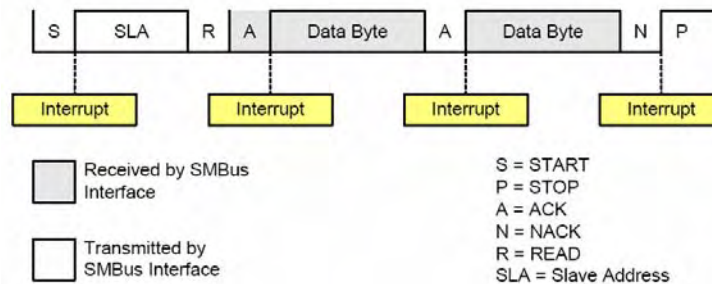 S SLA R A Data Byte A Data Byte N P
Interrupt Interrupt Interrupt Interrupt
Received by SMBus
Interface
Transmitted by
SMBus Interface
S = START
P = STOP
A = ACK
N = NACK
R = READ
SLA = Slave Address